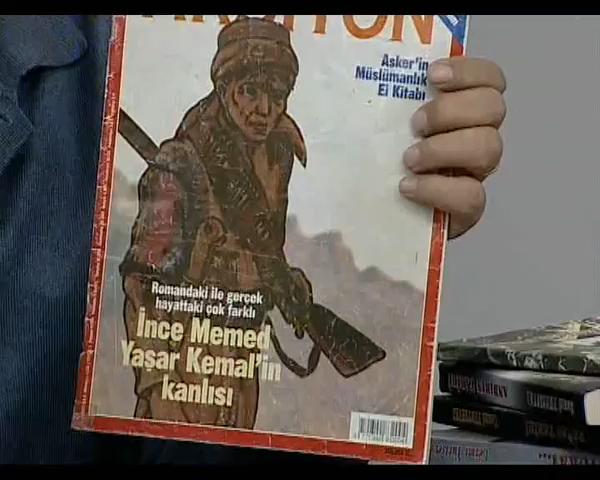 Asker'in
Müslümanlık
El Kitabı
Romandaki ile gerçek
hayattaki çok farklı
İnce Memed
Yaşar Kemal'in
kanlısı